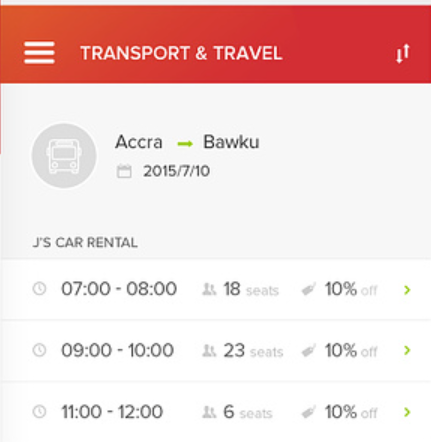 TRANSPORT & TRAVEL
Accra Bawku
2015/7/10
J'S CAR RENTAL
07:00 - 08:00 18 seats 10% off
09:00 - 10:00 23 seats 10% off
11:00 - 12:00 6 seats 10% off